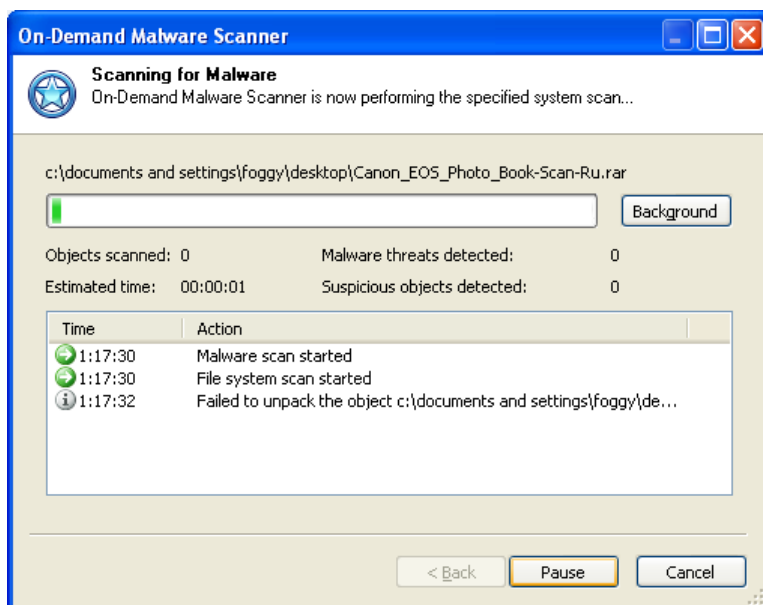 On-Demand Malware Scanner
Scanning for Malware
On-Demand Malware Scanner is now performing the specified system scan...
c:\documents and settings\foggy\desktop\Canon_EOS_Photo_Book-Scan-Ru.rar
Background
Objects scanned: 0 Malware threats detected: 0
Estimated time: 00:00:01 Suspicious objects detected: 0
Time Action
1:17:30 Malware scan started
1:17:30 File system scan started
1:17:32 Failed to unpack the object c:\documents and settings\foggy\de...
< Back Pause Cancel